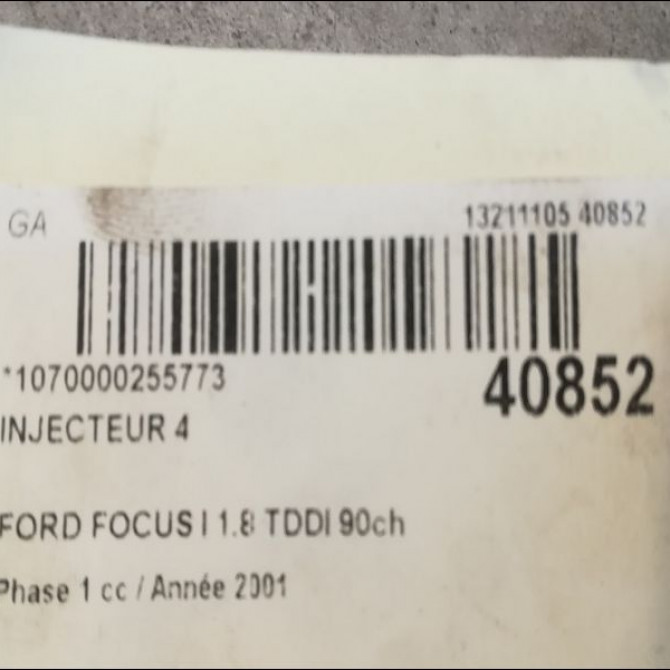 GA 13211105 40852
*1070000255773 40852
INJECTEUR 4
FORD FOCUS I 1.8 TDDI 90ch
Phase 1 cc / Année 2001